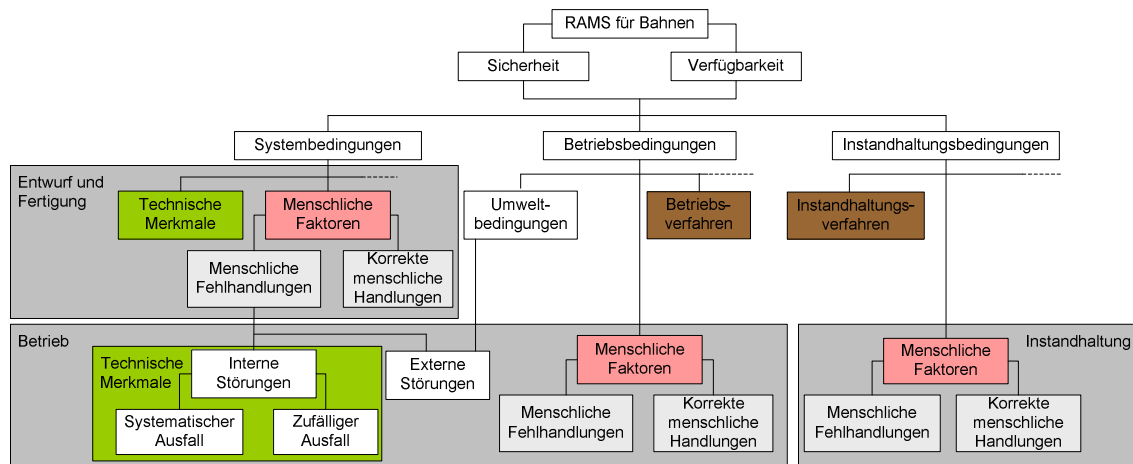 RAMS für Bahnen
Sicherheit
Verfügbarkeit
Systembedingungen
Betriebsbedingungen
Instandhaltungsbedingungen
Entwurf und
Fertigung
Technische
Merkmale
Menschliche
Faktoren
Umwelt-
bedingungen
Betriebs-
verfahren
Instandhaltungs-
verfahren
Menschliche
Fehlhandlungen
Korrekte
menschliche
Handlungen
Betrieb
Technische
Merkmale
Interne
Störungen
Externe
Störungen
Systematischer
Ausfall
Zufälliger
Ausfall
Menschliche
Faktoren
Menschliche
Fehlhandlungen
Korrekte
menschliche
Handlungen
Instandhaltung
Menschliche
Faktoren
Menschliche
Fehlhandlungen
Korrekte
menschliche
Handlungen